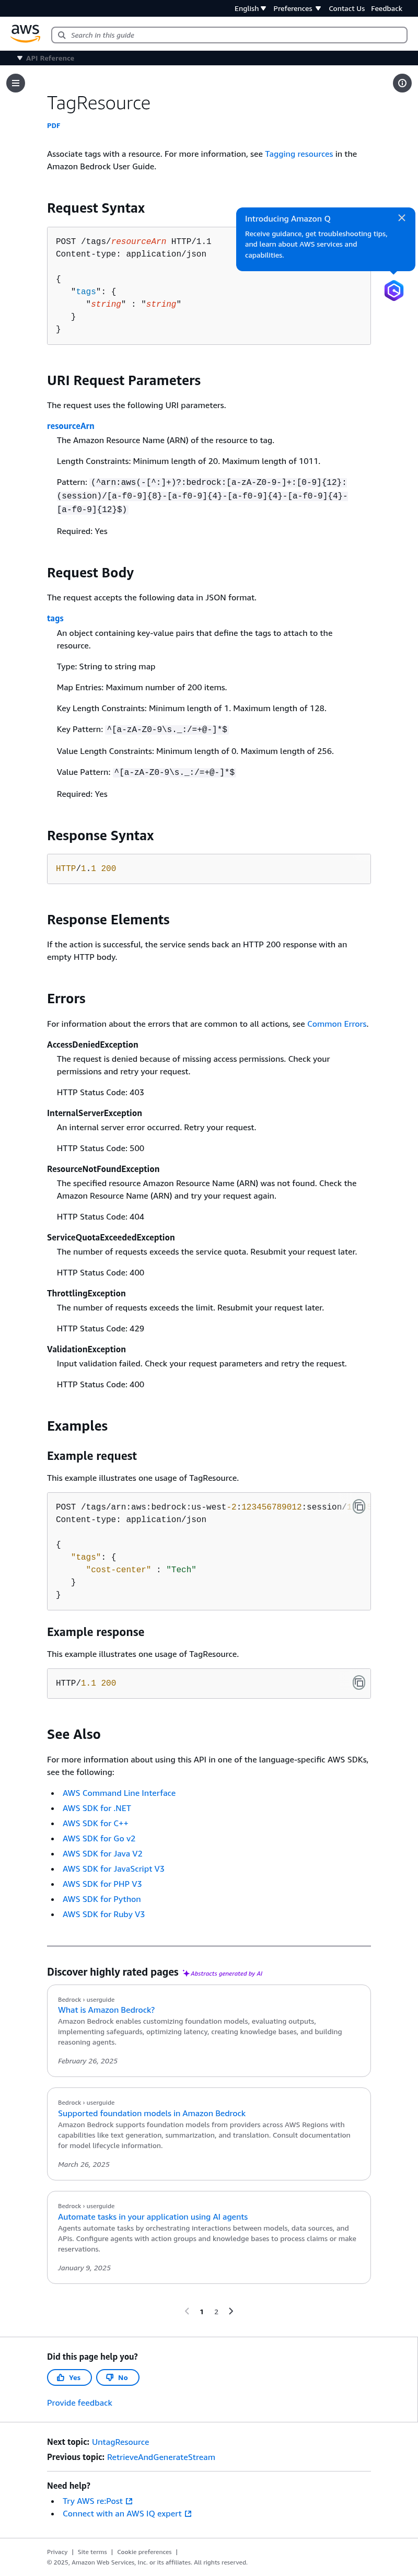 English Preferences Contact Us Feedback
aws
Search in this guide
API Reference
TagResource
PDF
Associate tags with a resource. For more information, see Tagging resources in the
Amazon Bedrock User Guide.
Request Syntax
Introducing Amazon Q
Receive guidance, get troubleshooting tips,
and learn about AWS services and
capabilities.
POST /tags/resourceArn HTTP/1.1
Content-type: application/json
{
"tags": {
"string" : "string"
}
}
URI Request Parameters
The request uses the following URI parameters.
resourceArn
The Amazon Resource Name (ARN) of the resource to tag.
Length Constraints: Minimum length of 20. Maximum length of 1011.
Pattern: (^arn:aws(-[^:]+)?:bedrock:[a-zA-Z0-9-]+:[0-9]{12}:
(session)/[a-f0-9]{8}-[a-f0-9]{4}-[a-f0-9]{4}-[a-f0-9]{4}-
[a-f0-9]{12}$)
Required: Yes
Request Body
The request accepts the following data in JSON format.
tags
An object containing key-value pairs that define the tags to attach to the
resource.
Type: String to string map
Map Entries: Maximum number of 200 items.
Key Length Constraints: Minimum length of 1. Maximum length of 128.
Key Pattern: ^[a-zA-Z0-9\s._:/=+@-]*$
Value Length Constraints: Minimum length of 0. Maximum length of 256.
Value Pattern: ^[a-zA-Z0-9\s._:/=+@-]*$
Required: Yes
Response Syntax
HTTP/1.1 200
Response Elements
If the action is successful, the service sends back an HTTP 200 response with an
empty HTTP body.
Errors
For information about the errors that are common to all actions, see Common Errors.
AccessDeniedException
The request is denied because of missing access permissions. Check your
permissions and retry your request.
HTTP Status Code: 403
InternalServerException
An internal server error occurred. Retry your request.
HTTP Status Code: 500
ResourceNotFoundException
The specified resource Amazon Resource Name (ARN) was not found. Check the
Amazon Resource Name (ARN) and try your request again.
HTTP Status Code: 404
ServiceQuotaExceededException
The number of requests exceeds the service quota. Resubmit your request later.
HTTP Status Code: 400
ThrottlingException
The number of requests exceeds the limit. Resubmit your request later.
HTTP Status Code: 429
ValidationException
Input validation failed. Check your request parameters and retry the request.
HTTP Status Code: 400
Examples
Example request
This example illustrates one usage of TagResource.
POST /tags/arn:aws:bedrock:us-west-2:123456789012:session/
Content-type: application/json
{
"tags": {
"cost-center" : "Tech"
}
}
Example response
This example illustrates one usage of TagResource.
HTTP/1.1 200
See Also
For more information about using this API in one of the language-specific AWS SDKs,
see the following:
• AWS Command Line Interface
• AWS SDK for .NET
• AWS SDK for C++
• AWS SDK for Go v2
• AWS SDK for Java V2
• AWS SDK for JavaScript V3
• AWS SDK for PHP V3
• AWS SDK for Python
• AWS SDK for Ruby V3
Discover highly rated pages Abstracts generated by AI
Bedrock › userguide
What is Amazon Bedrock?
Amazon Bedrock enables customizing foundation models, evaluating outputs,
implementing safeguards, optimizing latency, creating knowledge bases, and building
reasoning agents.
February 26, 2025
Bedrock › userguide
Supported foundation models in Amazon Bedrock
Amazon Bedrock supports foundation models from providers across AWS Regions with
capabilities like text generation, summarization, and translation. Consult documentation
for model lifecycle information.
March 26, 2025
Bedrock › userguide
Automate tasks in your application using AI agents
Agents automate tasks by orchestrating interactions between models, data sources, and
APIs. Configure agents with action groups and knowledge bases to process claims or make
reservations.
January 9, 2025
1 2
Did this page help you?
Yes No
Provide feedback
Next topic: UntagResource
Previous topic: RetrieveAndGenerateStream
Need help?
• Try AWS re:Post
• Connect with an AWS IQ expert
Privacy | Site terms | Cookie preferences |
© 2025, Amazon Web Services, Inc. or its affiliates. All rights reserved.